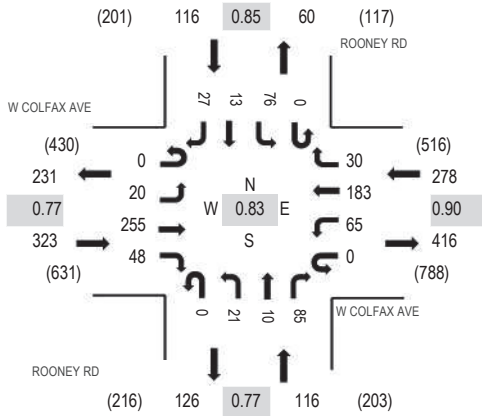 (201) 116 0.85 60 (117)
ROONEY RD
W COLFAX AVE
27 13 76 0
(430) (516)
0 30
231 278
20 183
N
0.77 W 0.83 E 0.90
255 65
323 416
S
48 0
(631) (788)
0 21 10 85
W COLFAX AVE
ROONEY RD
(216) 126 0.77 116 (203)